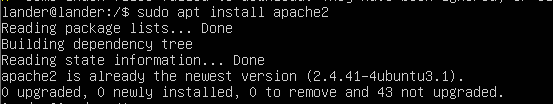 lander@lander:/$ sudo apt install apache2
Reading package lists... Done
Building dependency tree
Reading state information... Done
apache2 is already the newest version (2.4.41-4ubuntu3.1).
0 upgraded, 0 newly installed, 0 to remove and 43 not upgraded.